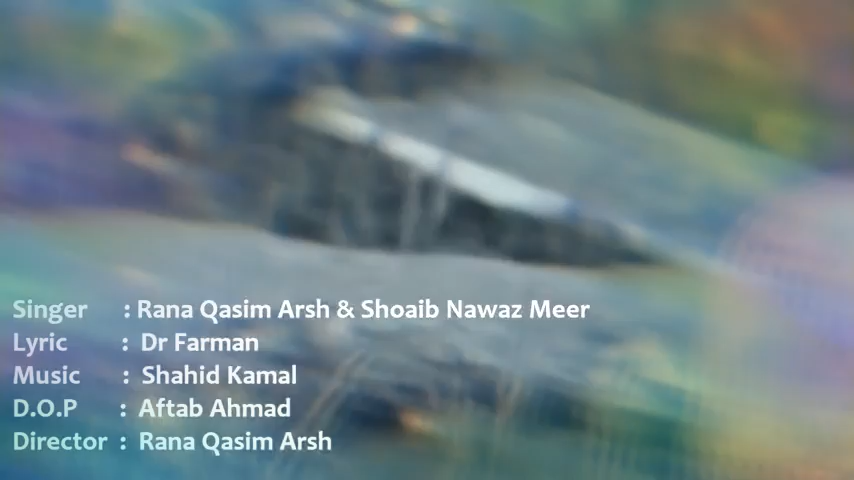 Singer : Rana Qasim Arsh & Shoaib Nawaz Meer
Lyric : Dr Farman
Music : Shahid Kamal
D.O.P : Aftab Ahmad
Director : Rana Qasim Arsh